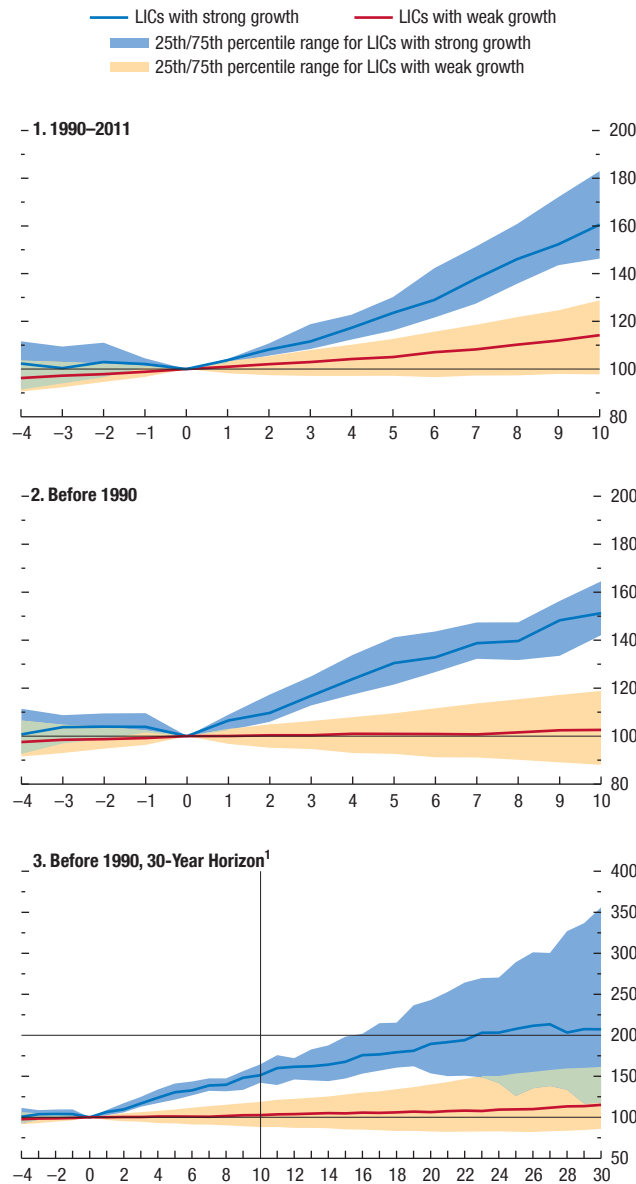 LICs with strong growth
LICs with weak growth
25th/75th percentile range for LICs with strong growth
25th/75th percentile range for LICs with weak growth
1. 1990–2011
200
180
160
140
120
100
80
–4 –3 –2 –1 0 1 2 3 4 5 6 7 8 9 10
2. Before 1990
200
180
160
140
120
100
80
–4 –3 –2 –1 0 1 2 3 4 5 6 7 8 9 10
3. Before 1990, 30-Year Horizon¹
400
350
300
250
200
150
100
50
–4 –2 0 2 4 6 8 10 12 14 16 18 20 22 24 26 28 30